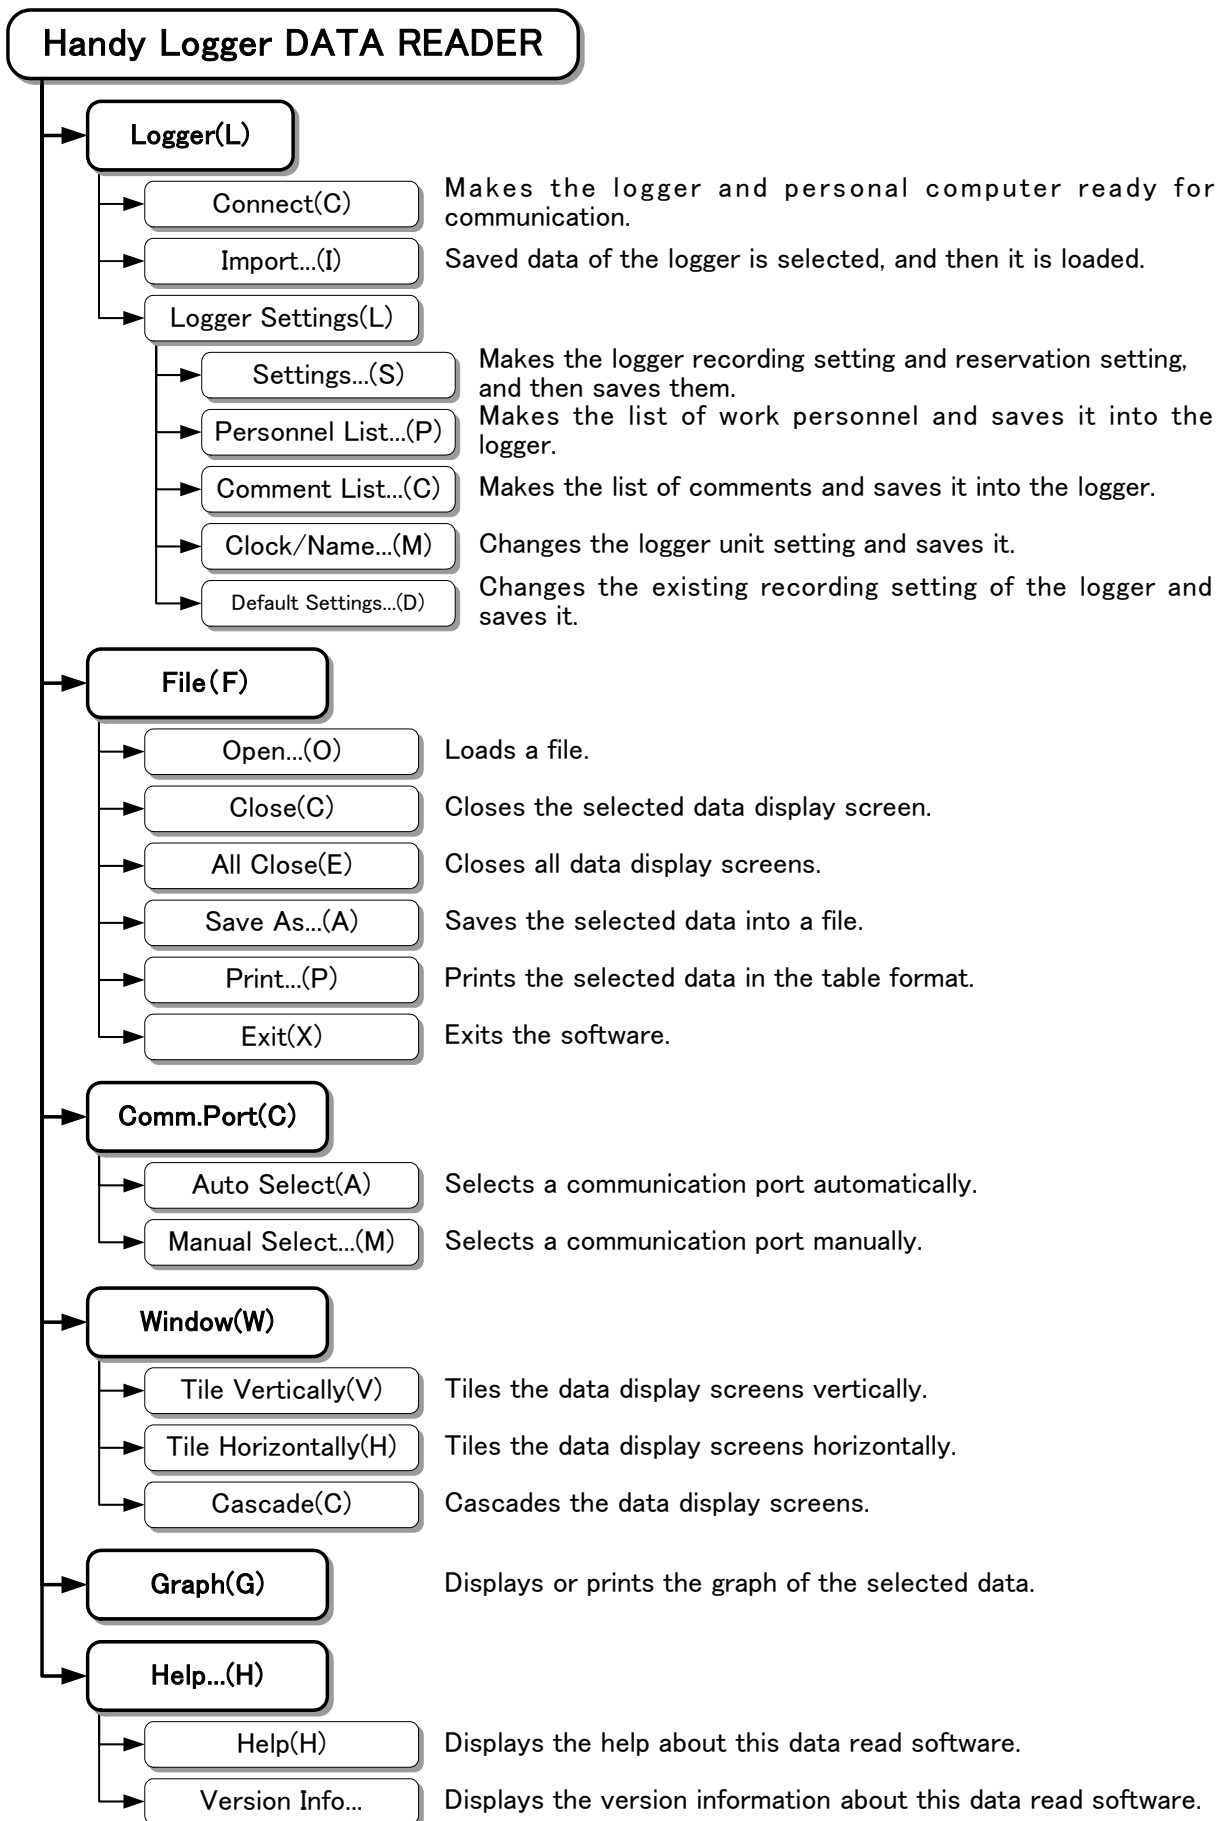 Handy Logger DATA READER
Logger(L)
Connect(C)
Makes the logger and personal computer ready for
communication.
Import...(I)
Saved data of the logger is selected, and then it is loaded.
Logger Settings(L)
Settings...(S)
Makes the logger recording setting and reservation setting,
and then saves them.
Personnel List...(P)
Makes the list of work personnel and saves it into the
logger.
Comment List...(C)
Makes the list of comments and saves it into the logger.
Clock/Name...(M)
Changes the logger unit setting and saves it.
Default Settings...(D)
Changes the existing recording setting of the logger and
saves it.
File(F)
Open...(O)
Loads a file.
Close(C)
Closes the selected data display screen.
All Close(E)
Closes all data display screens.
Save As...(A)
Saves the selected data into a file.
Print...(P)
Prints the selected data in the table format.
Exit(X)
Exits the software.
Comm.Port(C)
Auto Select(A)
Selects a communication port automatically.
Manual Select...(M)
Selects a communication port manually.
Window(W)
Tile Vertically(V)
Tiles the data display screens vertically.
Tile Horizontally(H)
Tiles the data display screens horizontally.
Cascade(C)
Cascades the data display screens.
Graph(G)
Displays or prints the graph of the selected data.
Help...(H)
Help(H)
Displays the help about this data read software.
Version Info...
Displays the version information about this data read software.